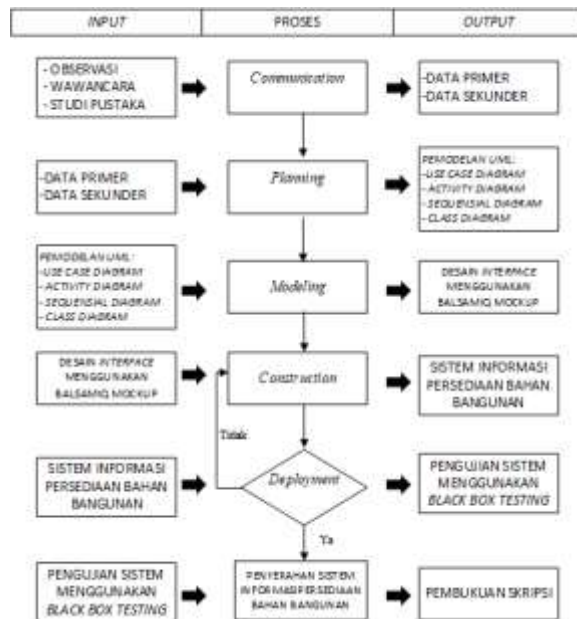 INPUT PROSES OUTPUT
- OBSERVASI
- WAWANCARA
- STUDI PUSTAKA
Communication
-DATA PRIMER
-DATA SEKUNDER
-DATA PRIMER
-DATA SEKUNDER
Planning
PEMODELAN UML:
-USE CASE DIAGRAM
- ACTIVITY DIAGRAM
- SEQUENSIAL DIAGRAM
- CLASS DIAGRAM
PEMODELAN UML:
-USE CASE DIAGRAM
- ACTIVITY DIAGRAM
- SEQUENSIAL DIAGRAM
- CLASS DIAGRAM
Modeling
DESAIN INTERFACE
MENGGUNAKAN
BALSAMIQ MOCKUP
DESAIN INTERFACE
MENGGUNAKAN
BALSAMIQ MOCKUP
Construction
SISTEM INFORMASI
PERSEDIAAN BAHAN
BANGUNAN
Tidak
SISTEM INFORMASI
PERSEDIAAN BAHAN
BANGUNAN
Deployment
PENGUJIAN SISTEM
MENGGUNAKAN
BLACK BOX TESTING
Ya
PENGUJIAN SISTEM
MENGGUNAKAN
BLACK BOX TESTING
PENYERAHAN SISTEM
INFORMASI PERSEDIAAN
BAHAN BANGUNAN
PEMBUKUAN SKRIPSI